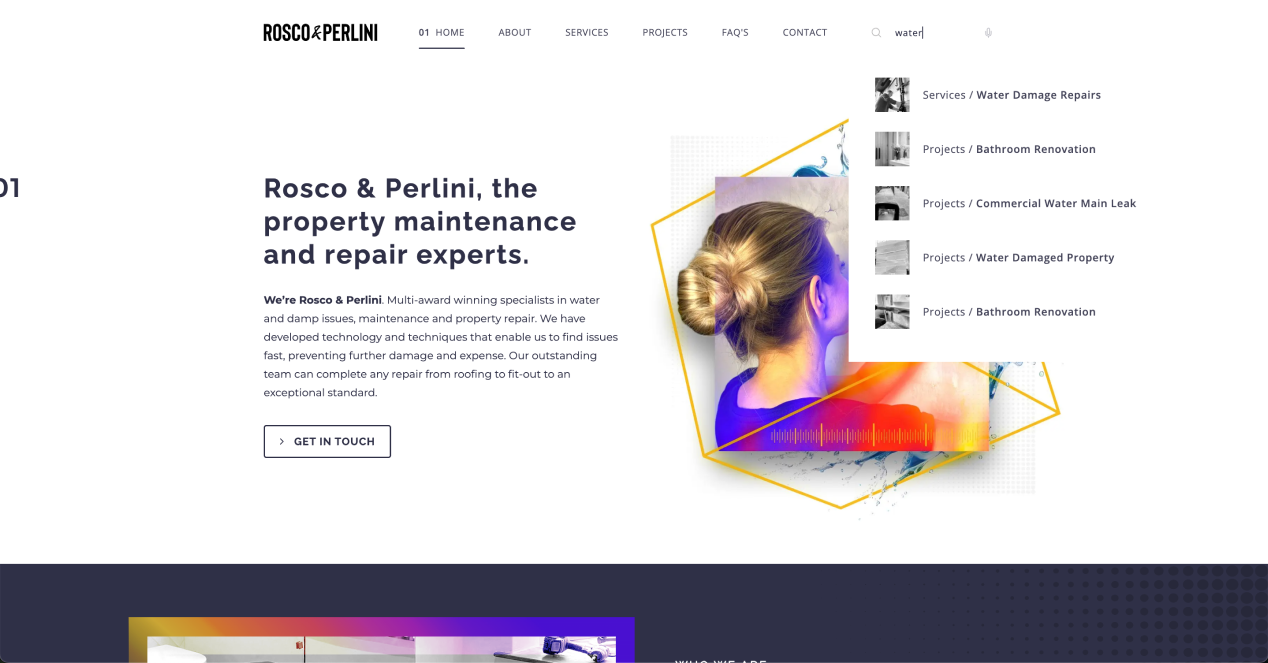 ROSCO & PERLINI
01 HOME
ABOUT
SERVICES
PROJECTS
FAQ'S
CONTACT
water
Services / Water Damage Repairs
Projects / Bathroom Renovation
Projects / Commercial Water Main Leak
Projects / Water Damaged Property
Projects / Bathroom Renovation
01
Rosco & Perlini, the
property maintenance
and repair experts.
We’re Rosco & Perlini. Multi-award winning specialists in water
and damp issues, maintenance and property repair. We have
developed technology and techniques that enable us to find issues
fast, preventing further damage and expense. Our outstanding
team can complete any repair from roofing to fit-out to an
exceptional standard.
GET IN TOUCH
WHO WE ARE